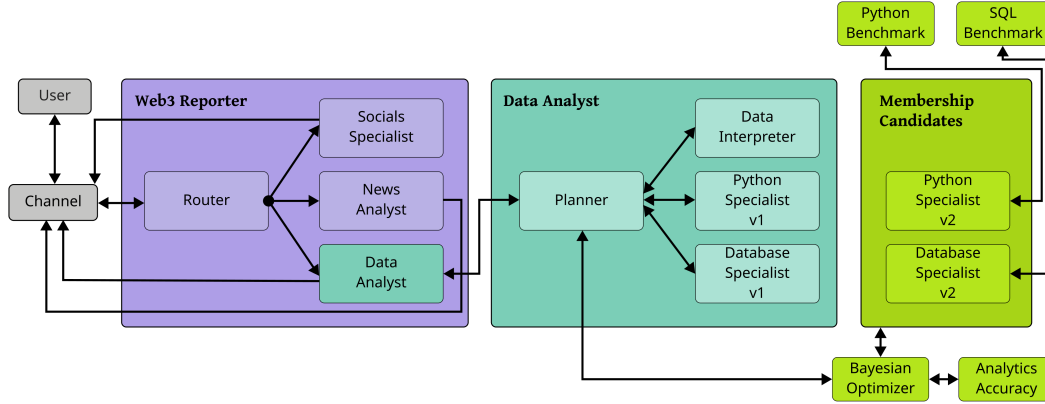 Python
Benchmark
SQL
Benchmark
User
Channel
Web3 Reporter
Router
Socials
Specialist
News
Analyst
Data
Analyst
Data Analyst
Planner
Data
Interpreter
Python
Specialist
v1
Database
Specialist
v1
Membership
Candidates
Python
Specialist
v2
Database
Specialist
v2
Bayesian
Optimizer
Analytics
Accuracy